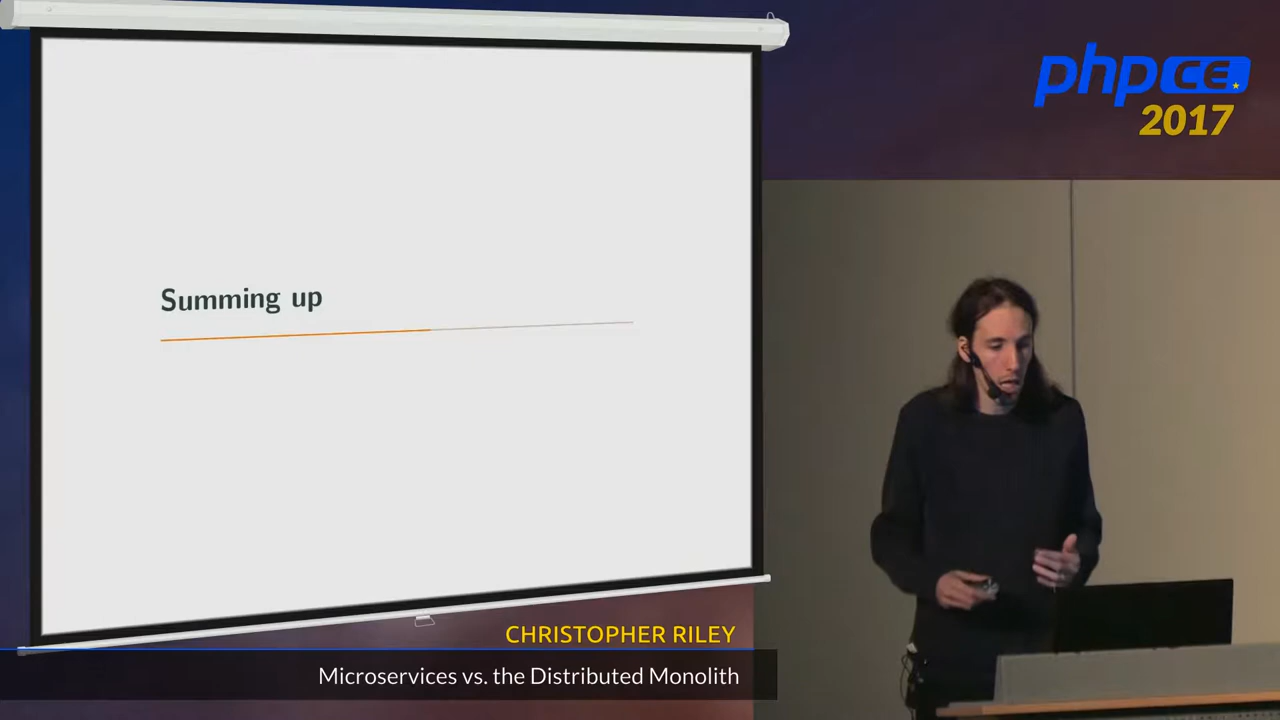 phpCE
2017
Summing up
CHRISTOPHER RILEY
Microservices vs. the Distributed Monolith